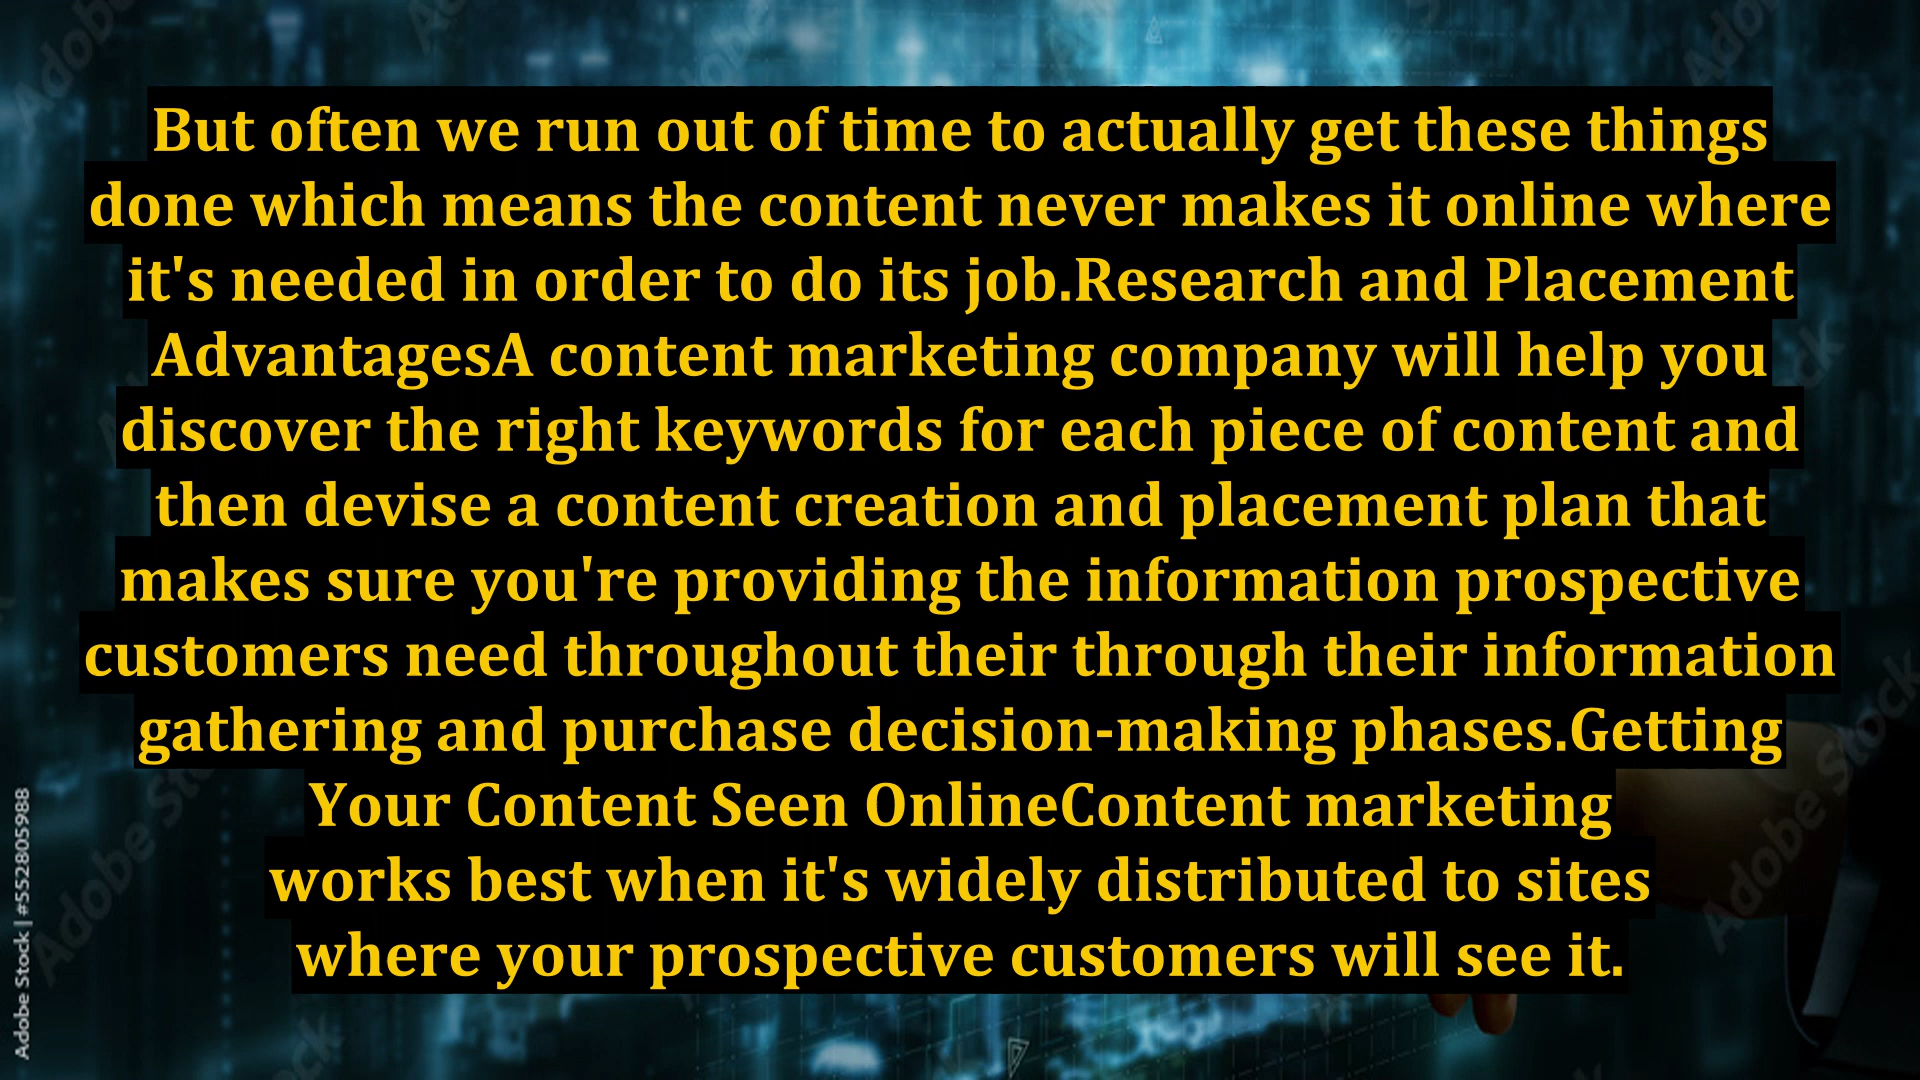 But often we run out of time to actually get these things
done which means the content never makes it online where
it's needed in order to do its job.Research and Placement
AdvantagesA content marketing company will help you
discover the right keywords for each piece of content and
then devise a content creation and placement plan that
makes sure you're providing the information prospective
customers need throughout their through their information
gathering and purchase decision-making phases.Getting
Your Content Seen OnlineContent marketing
works best when it's widely distributed to sites
where your prospective customers will see it.
Adobe Stock | #552805988